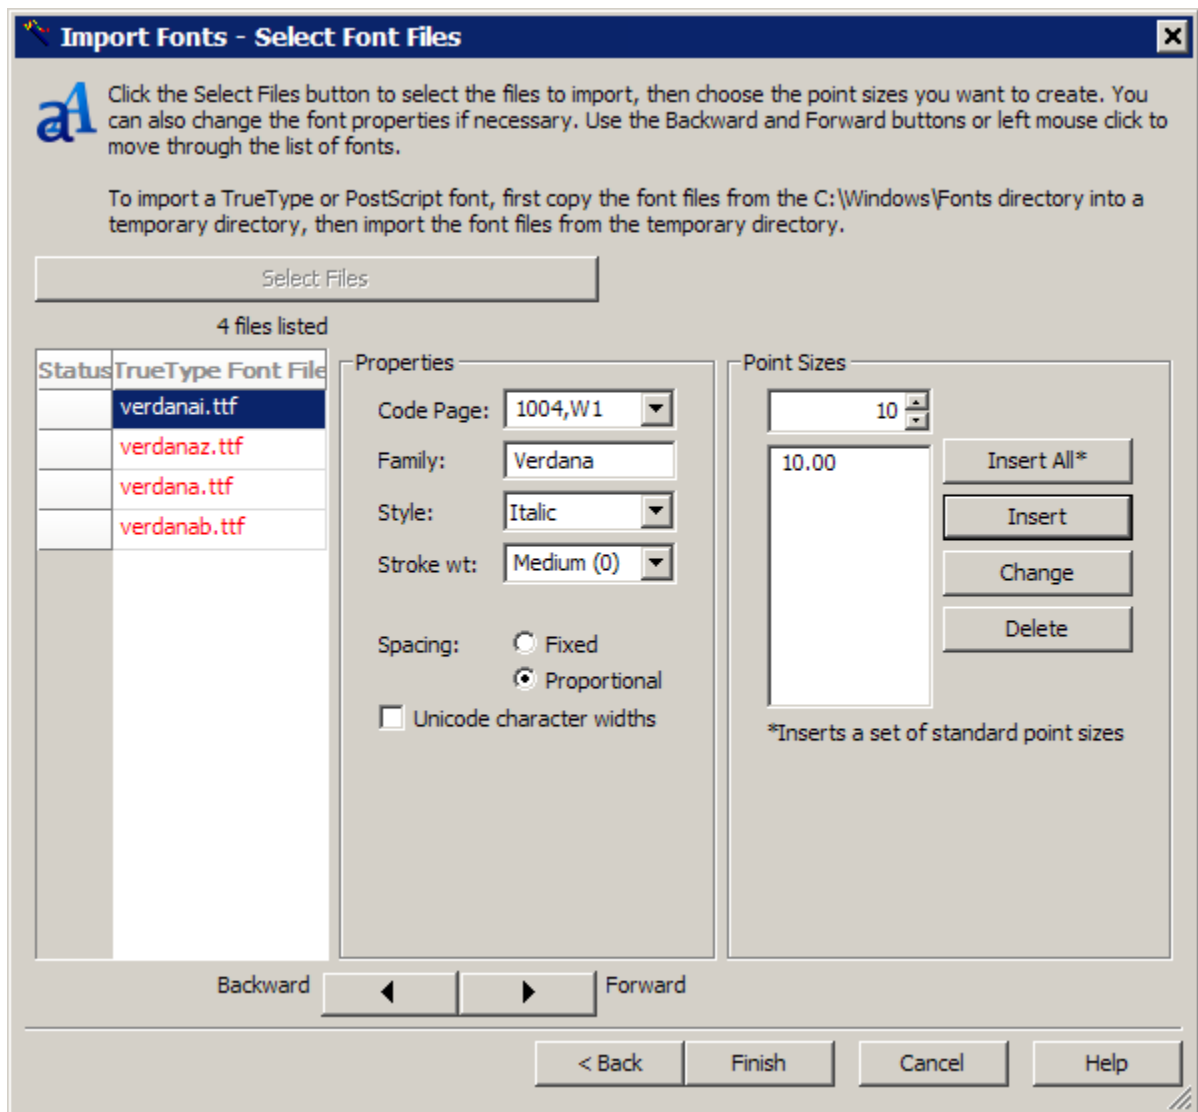 Import Fonts - Select Font Files
Click the Select Files button to select the files to import, then choose the point sizes you want to create. You
can also change the font properties if necessary. Use the Backward and Forward buttons or left mouse click to
move through the list of fonts.
To import a TrueType or PostScript font, first copy the font files from the C:\Windows\Fonts directory into a
temporary directory, then import the font files from the temporary directory.
Select Files
4 files listed
Status TrueType Font File
verdanai.ttf
verdanaz.ttf
verdana.ttf
verdanab.ttf
Properties
Code Page: 1004,W1
Family: Verdana
Style: Italic
Stroke wt: Medium (0)
Spacing: Fixed
Proportional
Unicode character widths
Point Sizes
10
10.00
Insert All*
Insert
Change
Delete
*Inserts a set of standard point sizes
Backward Forward
< Back Finish Cancel Help